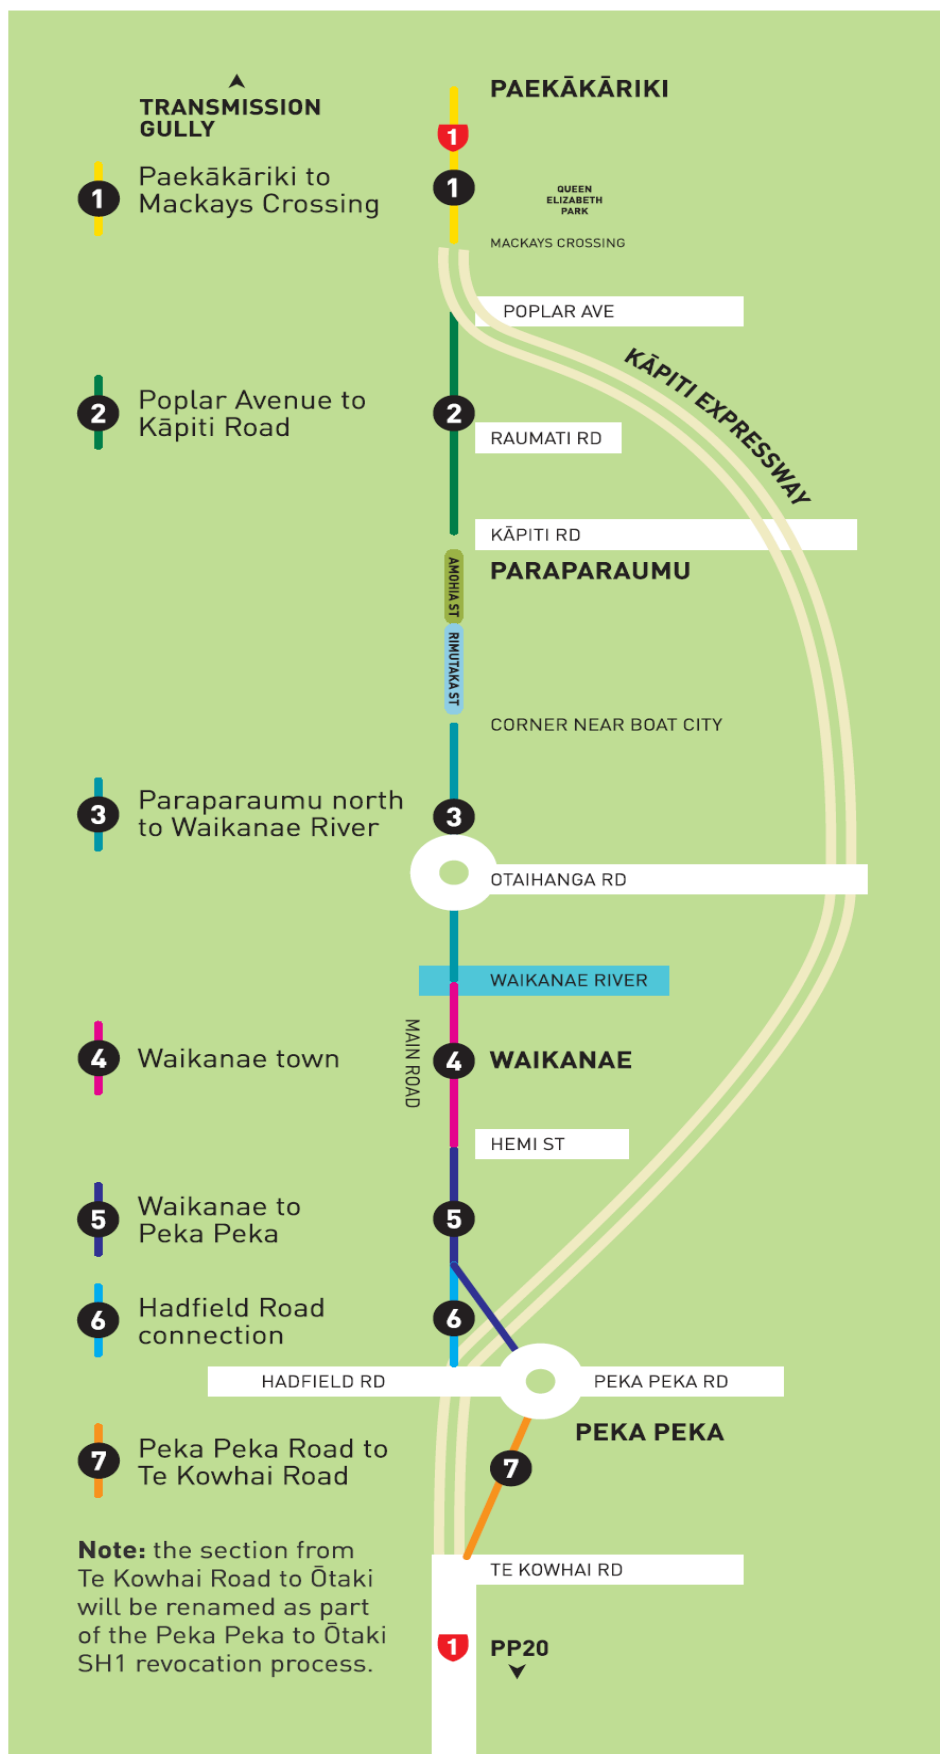 TRANSMISSION
GULLY
PAEKĀKĀRIKI
1
1
Paekākāriki to
Mackays Crossing
1
QUEEN
ELIZABETH
PARK
MACKAYS CROSSING
POPLAR AVE
KĀPITI EXPRESSWAY
2
Poplar Avenue to
Kāpiti Road
2
RAUMATI RD
KĀPITI RD
PARAPARAUMU
AMOHIA ST
RIMUTAKA ST
CORNER NEAR BOAT CITY
3
Paraparaumu north
to Waikanae River
3
OTAIHANGA RD
WAIKANAE RIVER
MAIN ROAD
4
Waikanae town
4
WAIKANAE
HEMI ST
5
Waikanae to
Peka Peka
5
6
Hadfield Road
connection
6
HADFIELD RD
PEKA PEKA RD
PEKA PEKA
7
Peka Peka Road to
Te Kowhai Road
7
Note: the section from
Te Kowhai Road to Ōtaki
will be renamed as part
of the Peka Peka to Ōtaki
SH1 revocation process.
TE KOWHAI RD
1
PP20